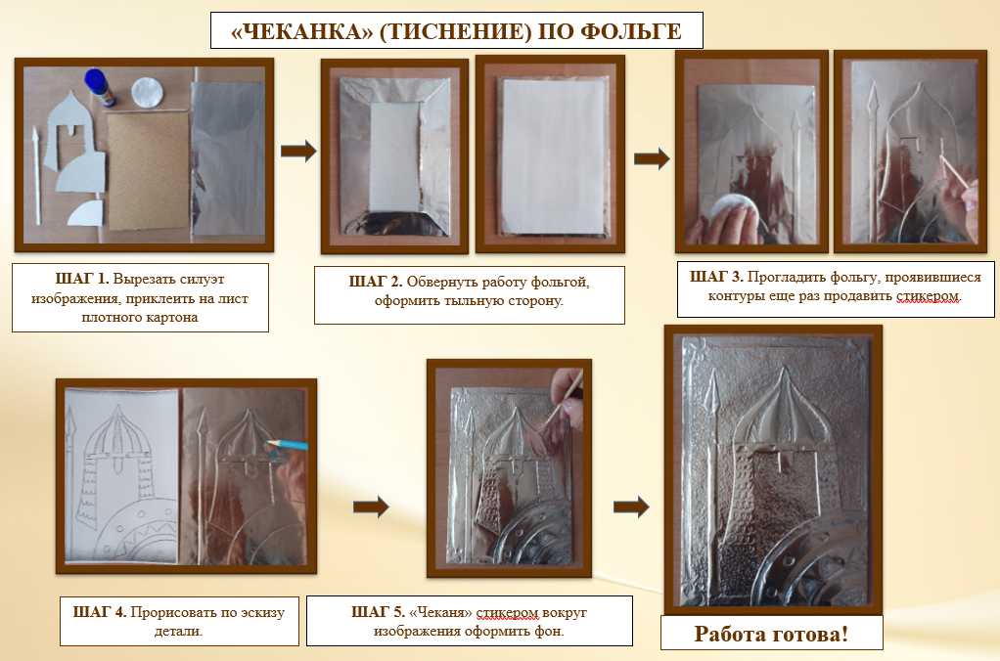 «ЧЕКАНКА» (ТИСНЕНИЕ) ПО ФОЛЬГЕ
ШАГ 1. Вырезать силуэт
изображения, приклеить на лист
плотного картона
ШАГ 2. Обвернуть работу фольгой,
оформить тыльную сторону.
ШАГ 3. Прогладить фольгу, проявившиеся
контуры еще раз продавить стикером.
ШАГ 4. Прорисовать по эскизу
детали.
ШАГ 5. «Чеканя» стикером вокруг
изображения оформить фон.
Работа готова!